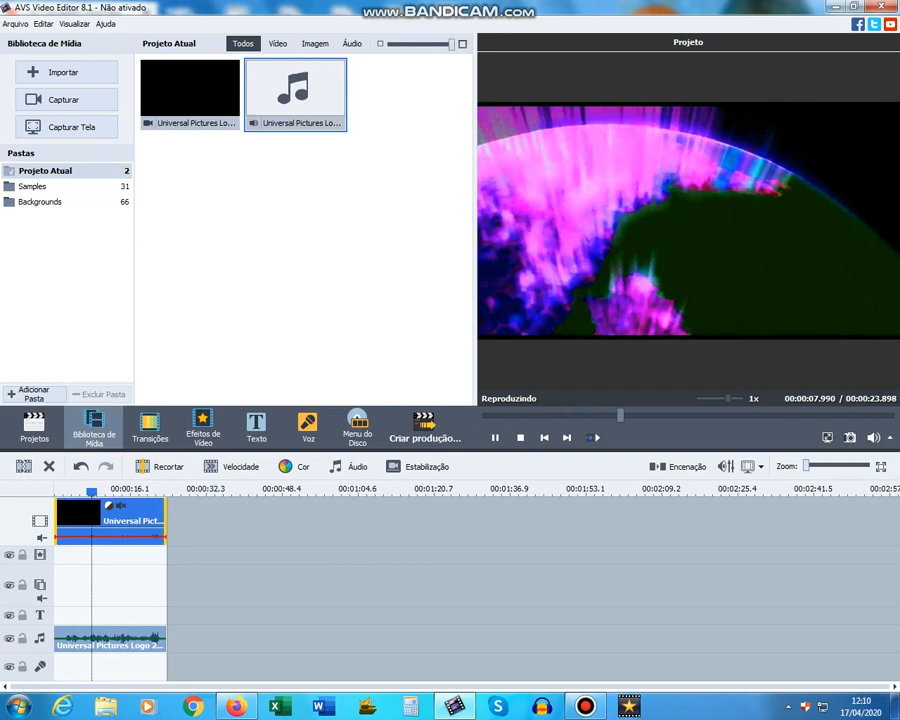 AVS Video Editor 8.1 - Não ativado
www.BANDICAM.com
Arquivo Editar Visualizar Ajuda
Biblioteca de Mídia
Projeto Atual
Todos
Vídeo
Imagem
Áudio
Projeto
Importar
Capturar
Capturar Tela
Universal Pictures Lo...
Universal Pictures Lo...
Pastas
Projeto Atual 2
Samples 31
Backgrounds 66
Adicionar Pasta
Excluir Pasta
Reproduzindo
1x
00:00:07.990 / 00:00:23.898
Projetos
Biblioteca de Mídia
Transições
Efeitos de Vídeo
Texto
Voz
Menu do Disco
Criar produção...
Recortar
Velocidade
Cor
Áudio
Estabilização
Encenação
Zoom:
00:00:16.1 00:00:32.3 00:00:48.4 00:01:04.6 00:01:20.7 00:01:36.9 00:01:53.1 00:02:09.2 00:02:25.4 00:02:41.5 00:02:57
Universal Pict...
T
Universal Pictures Logo 2...
12:10
17/04/2020